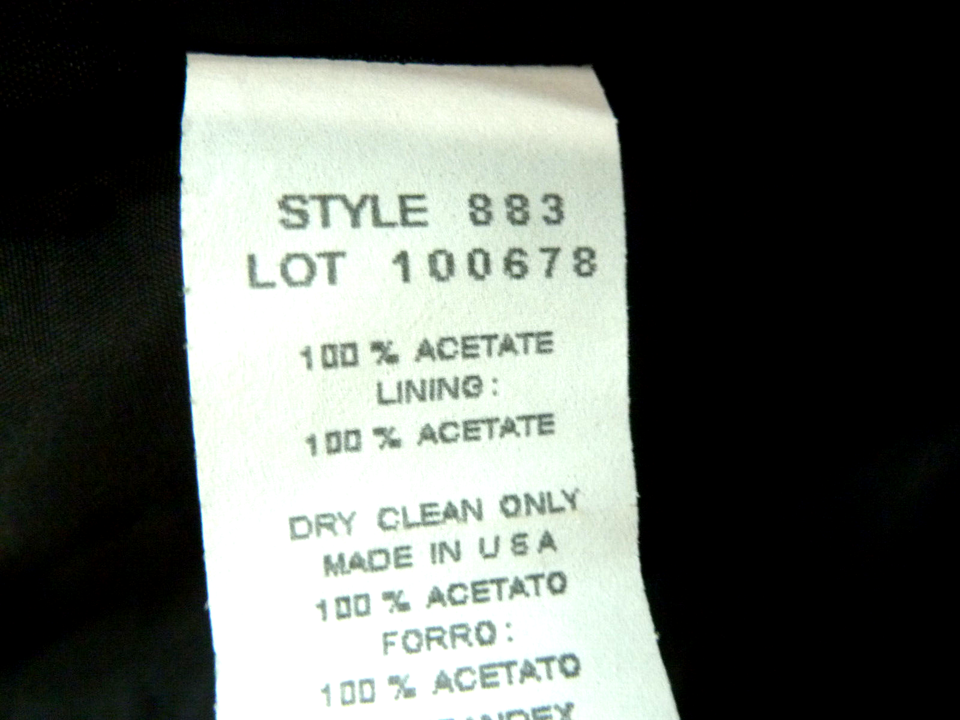 STYLE 883
LOT 100678
100 % ACETATE
LINING:
100 % ACETATE
DRY CLEAN ONLY
MADE IN USA
100 % ACETATO
FORRO:
100 % ACETATO